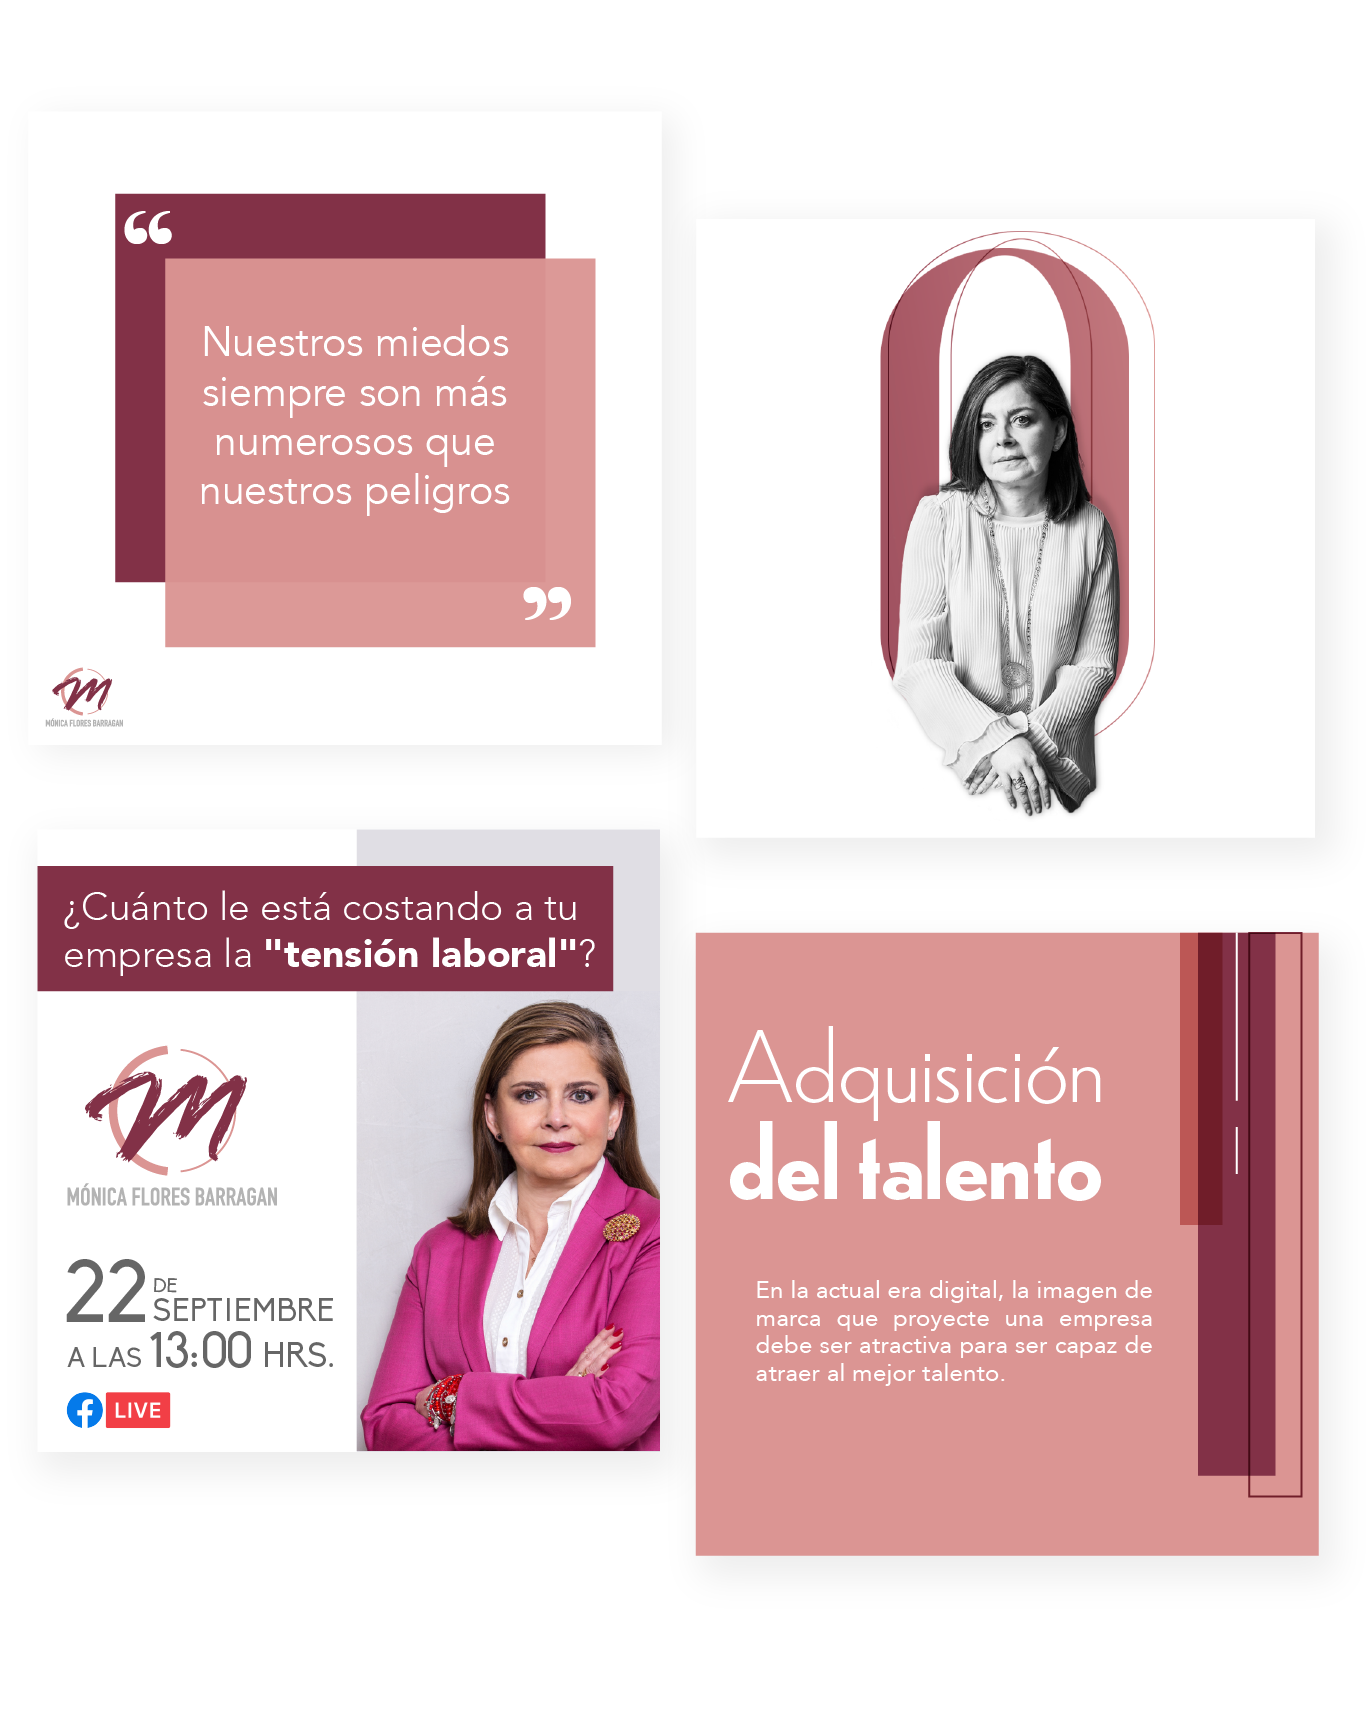 “
Nuestros miedos
siempre son más
numerosos que
nuestros peligros
”
M
MÓNICA FLORES BARRAGAN
¿Cuánto le está costando a tu
empresa la "tensión laboral"?
M
MÓNICA FLORES BARRAGAN
22 DE
SEPTIEMBRE
A LAS 13:00 HRS.
f LIVE
Adquisición
del talento
En la actual era digital, la imagen de
marca que proyecte una empresa
debe ser atractiva para ser capaz de
atraer al mejor talento.